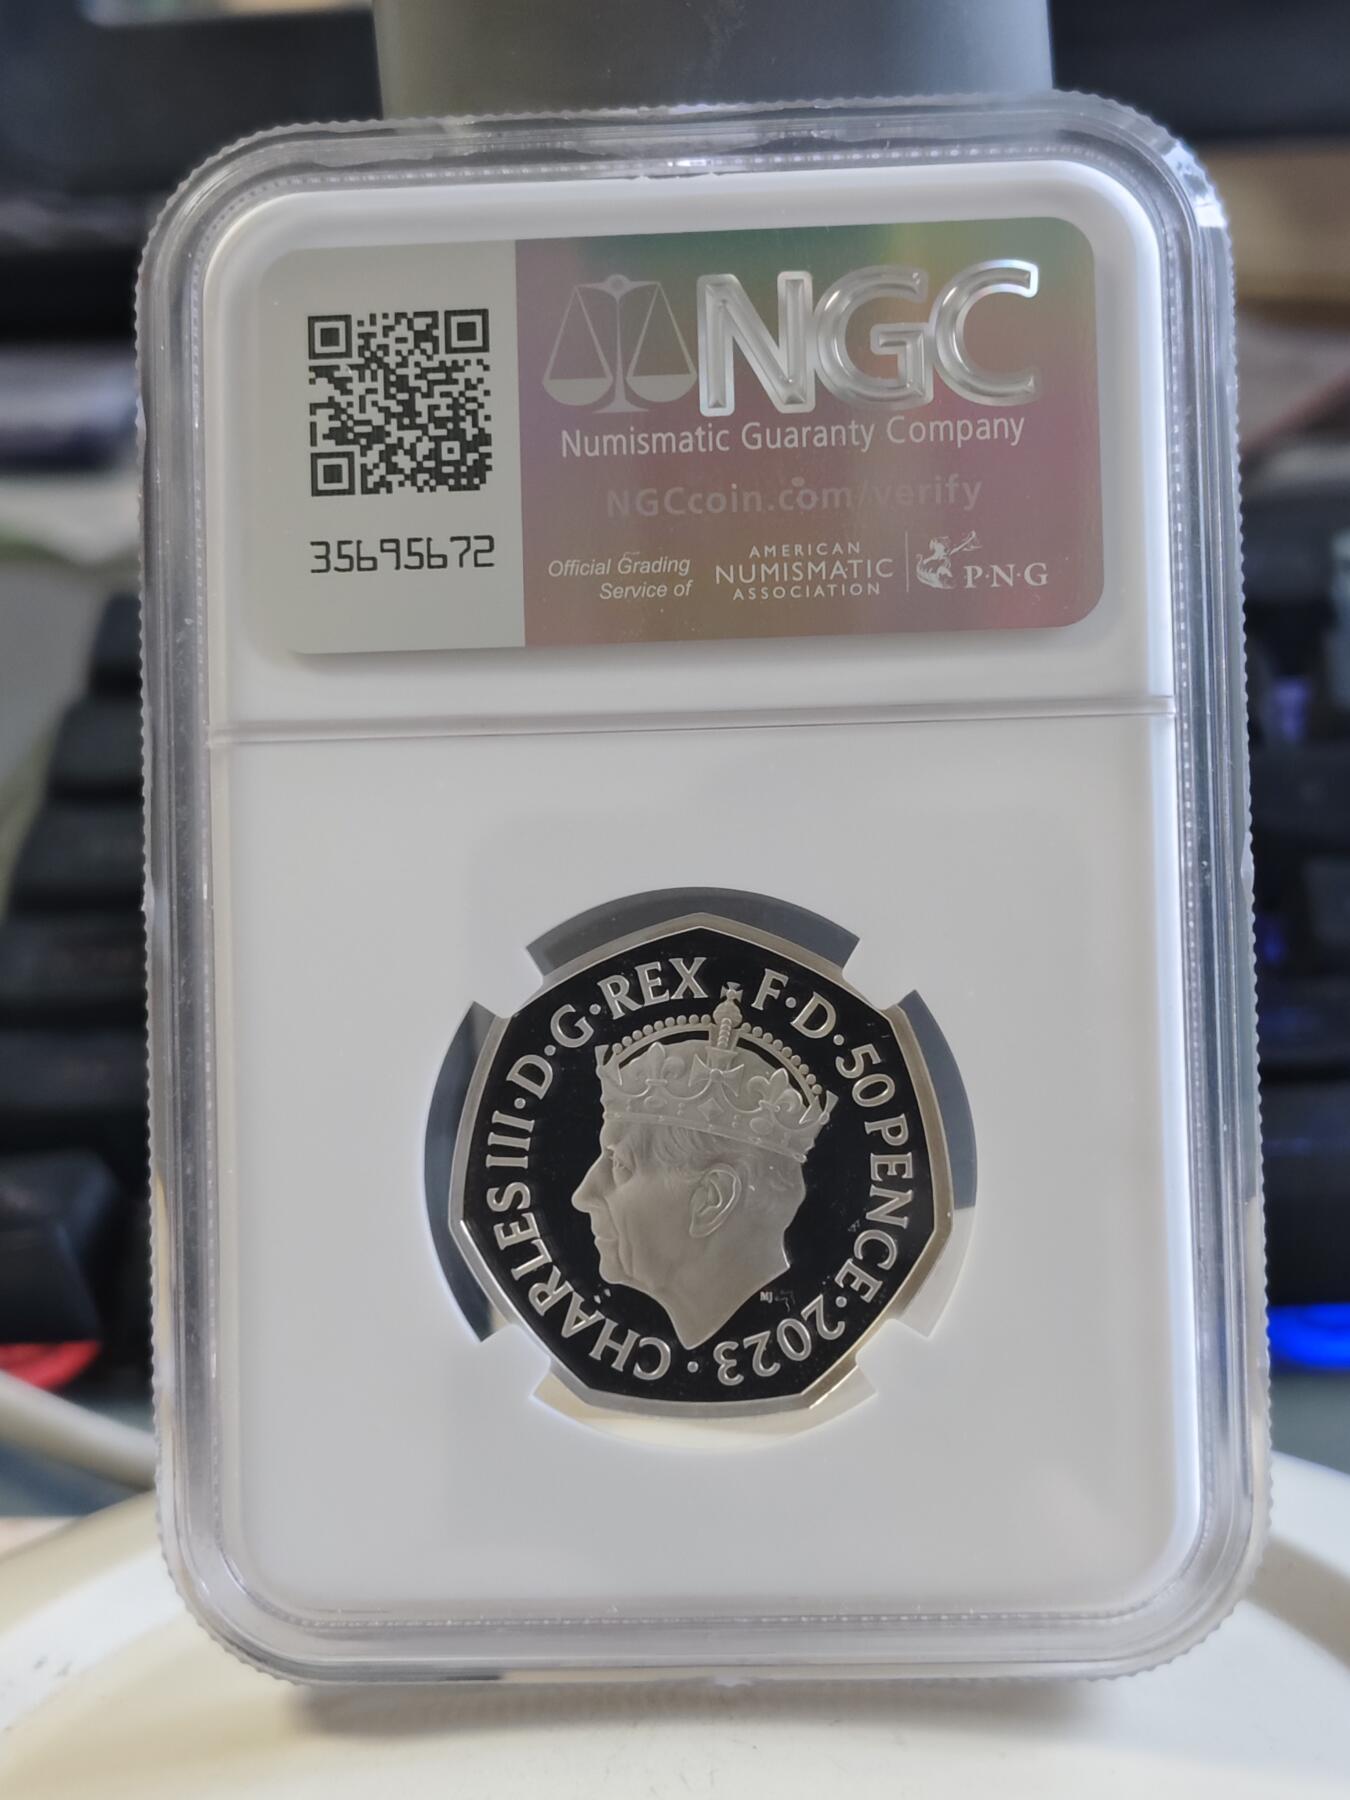 NGC
Numismatic Guaranty Company
NGCcoin.com/verify
35695672
Official Grading
Service of
AMERICAN
NUMISMATIC
ASSOCIATION
P·N·G
CHARLES III·D·G·REX F·D·50 PENCE·2023·
MJ